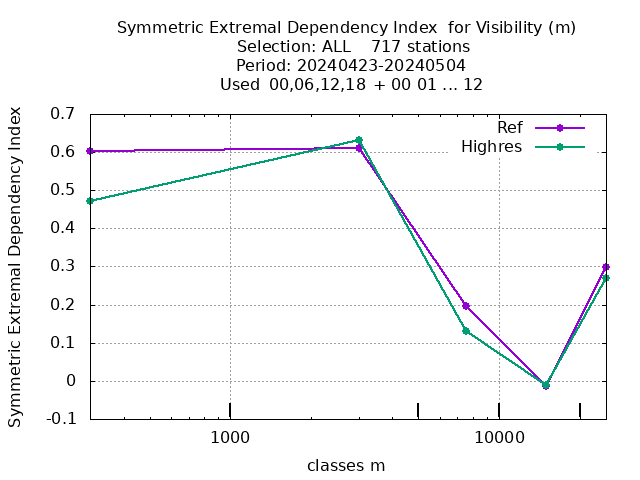 Symmetric Extremal Dependency Index  for Visibility (m)
Selection: ALL    717 stations
Period: 20240423-20240504
Used  00,06,12,18  + 00 01 ... 12
Symmetric Extremal Dependency Index
0.7
0.6
0.5
0.4
0.3
0.2
0.1
0
-0.1
Ref
Highres
1000
10000
classes m